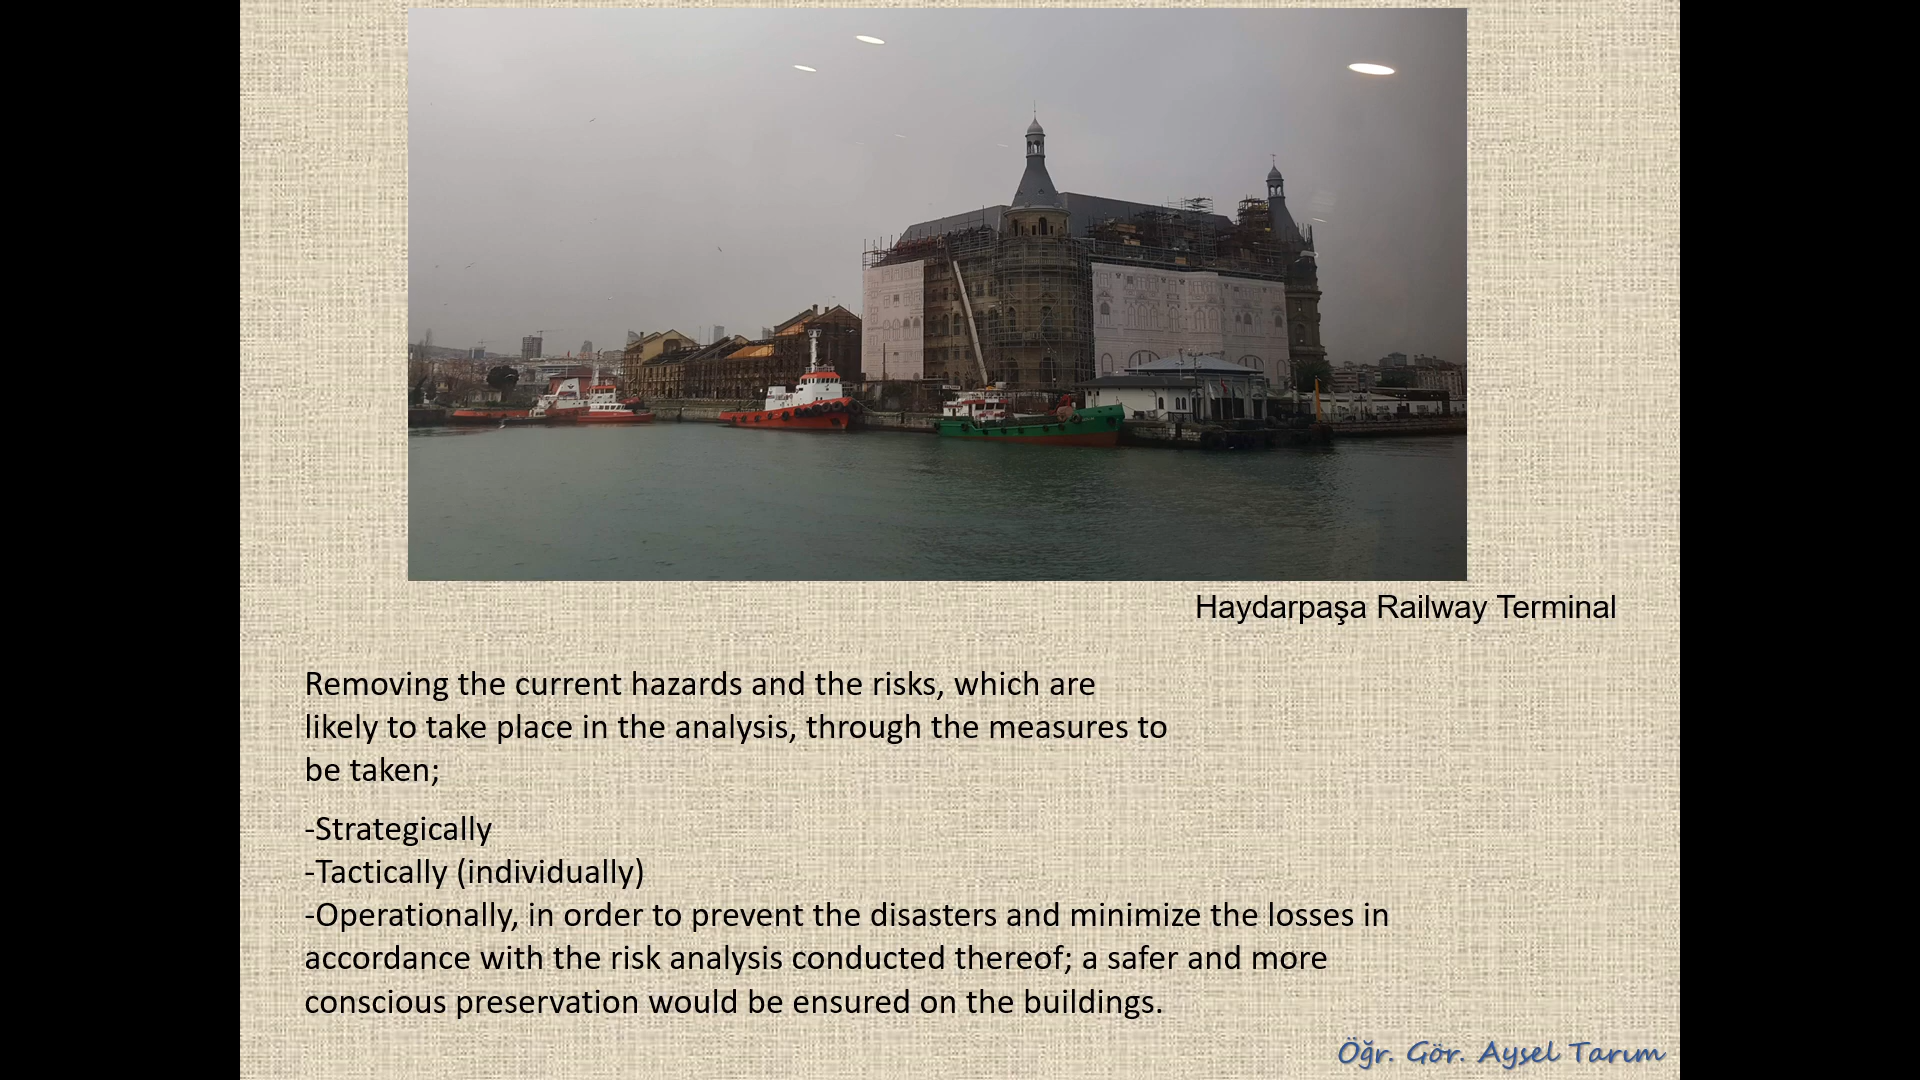 Haydarpaşa Railway Terminal
Removing the current hazards and the risks, which are
likely to take place in the analysis, through the measures to
be taken;
-Strategically
-Tactically (individually)
-Operationally, in order to prevent the disasters and minimize the losses in
accordance with the risk analysis conducted thereof; a safer and more
conscious preservation would be ensured on the buildings.
Öğr. Gör. Aysel Tarım